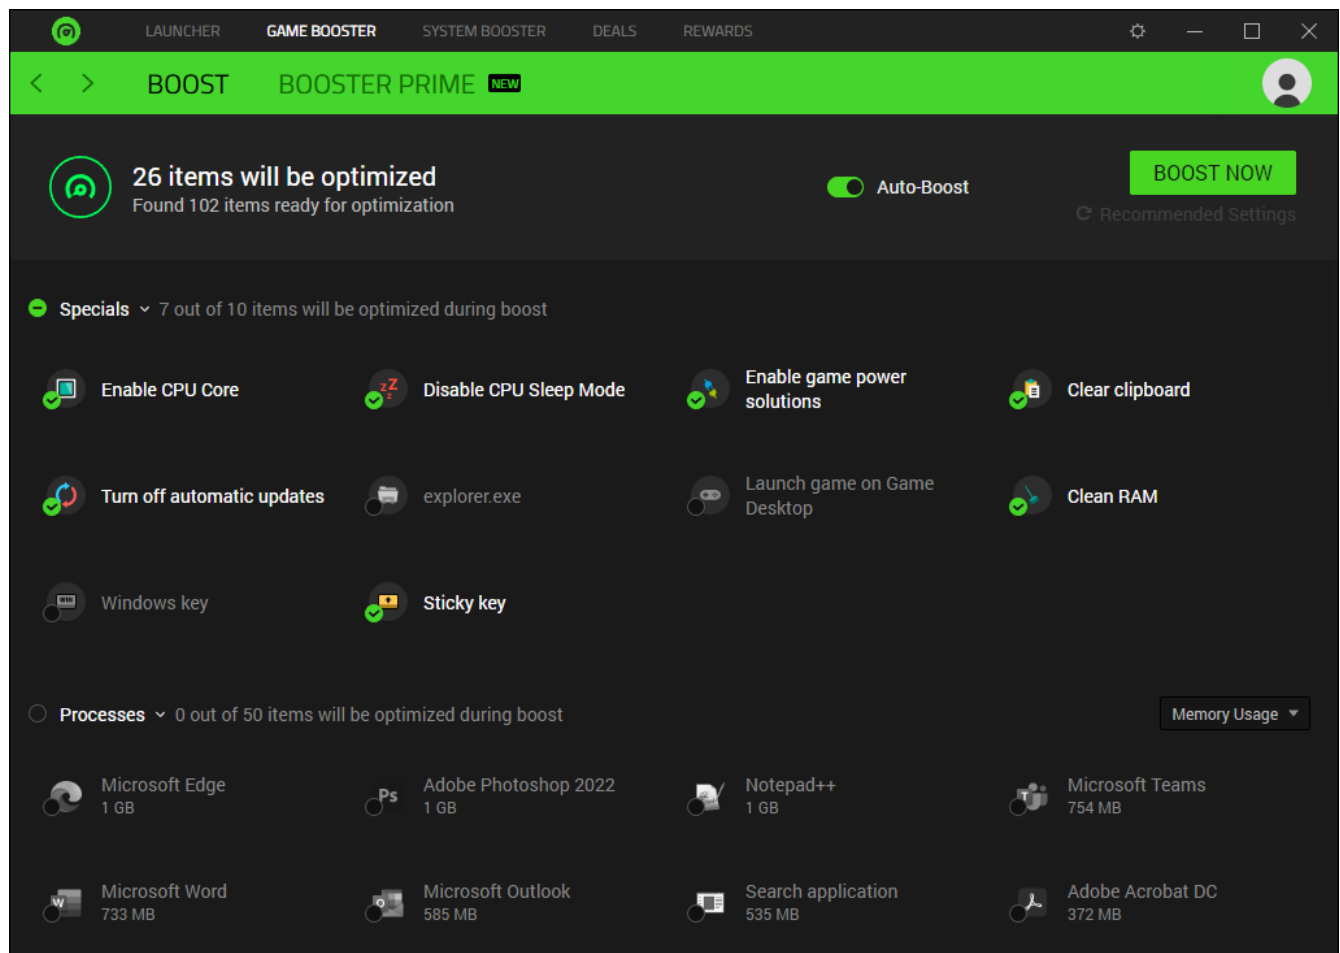 LAUNCHER GAME BOOSTER SYSTEM BOOSTER DEALS REWARDS
BOOST BOOSTER PRIME NEW
26 items will be optimized
Found 102 items ready for optimization
Auto-Boost
BOOST NOW
Recommended Settings
Specials 7 out of 10 items will be optimized during boost
Enable CPU Core
Disable CPU Sleep Mode
Enable game power
solutions
Clear clipboard
Turn off automatic updates
explorer.exe
Launch game on Game
Desktop
Clean RAM
Windows key
Sticky key
Processes 0 out of 50 items will be optimized during boost
Memory Usage
Microsoft Edge
1 GB
Ps
Adobe Photoshop 2022
1 GB
Notepad++
1 GB
Microsoft Teams
754 MB
Microsoft Word
733 MB
Microsoft Outlook
585 MB
Search application
535 MB
Adobe Acrobat DC
372 MB